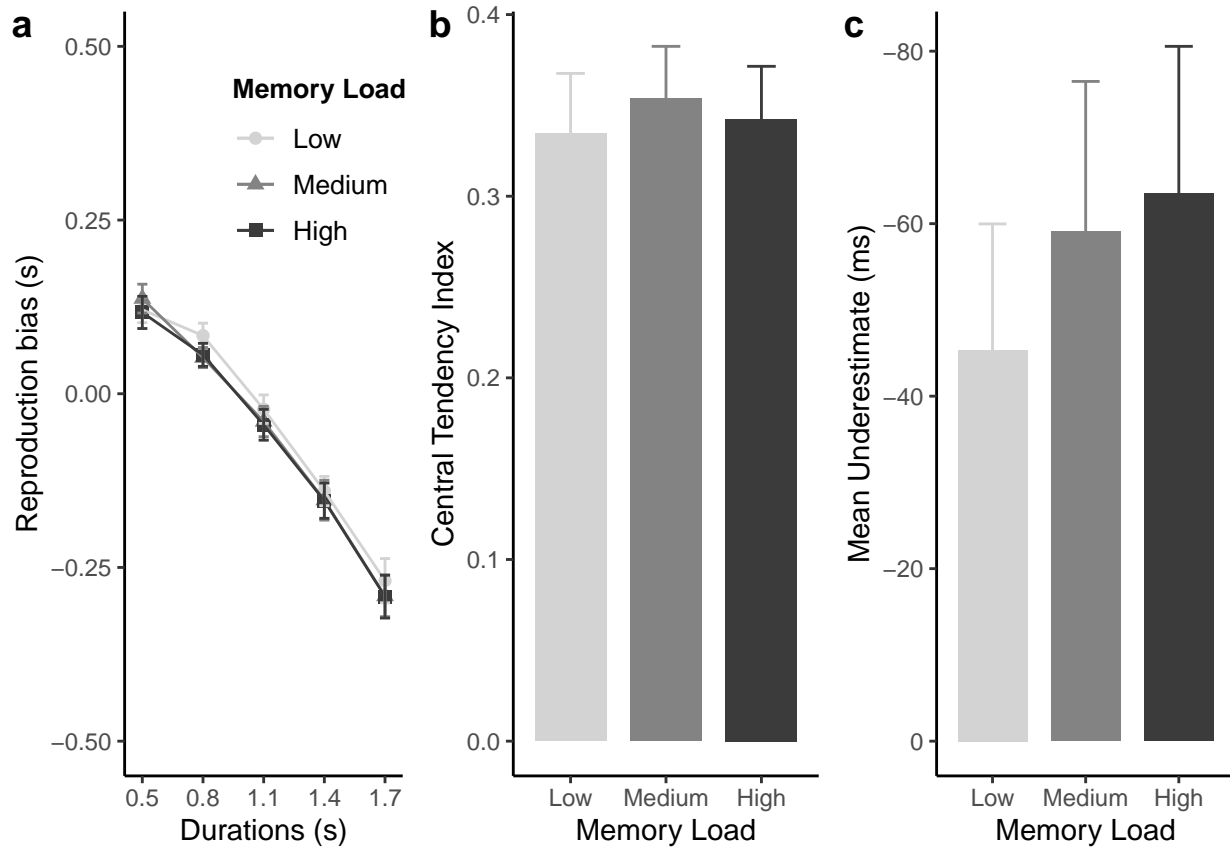 a
0.50
0.25
0.00
−0.25
−0.50
Reproduction bias (s)
Memory Load
Low
Medium
High
0.5 0.8 1.1 1.4 1.7
Durations (s)
b
0.4
0.3
0.2
0.1
0.0
Central Tendency Index
Low Medium High
Memory Load
c
−80
−60
−40
−20
0
Mean Underestimate (ms)
Low Medium High
Memory Load